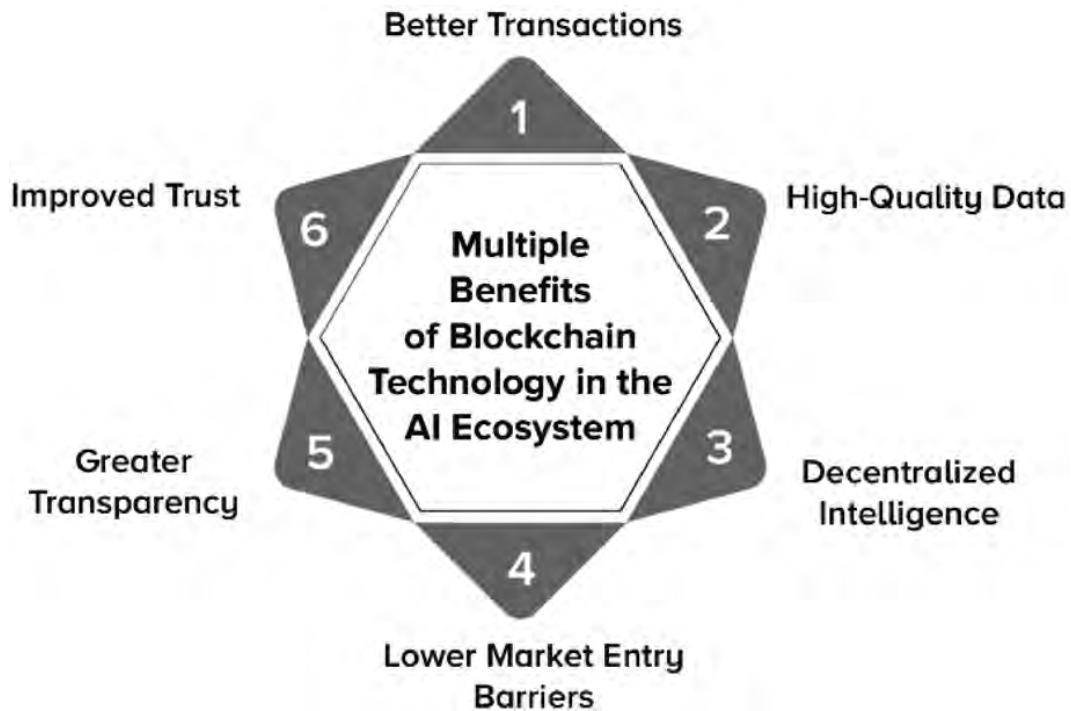 Better Transactions
1
Improved Trust
6
2
High-Quality Data
Multiple
Benefits
of Blockchain
Technology in the
AI Ecosystem
Greater
Transparency
5
3
Decentralized
Intelligence
4
Lower Market Entry
Barriers